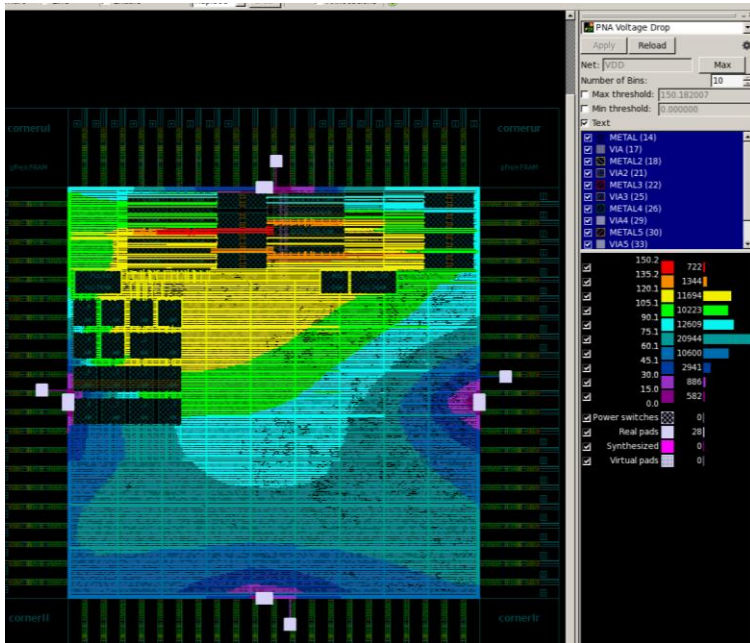 PNA Voltage Drop
Apply Reload
Net: VDD Max
Number of Bins: 10
Max threshold: 150.182007
Min threshold: 0.000000
Text
METAL (14)
VIA (17)
METAL2 (18)
VIA2 (21)
METAL3 (22)
VIA3 (25)
METAL4 (26)
VIA4 (29)
METAL5 (30)
VIA5 (33)
150.2
722
135.2
1344
120.1
11694
105.1
10223
90.1
12609
75.1
20944
60.1
10600
45.1
2941
30.0
886
15.0
582
0.0
Power switches 0
Real pads 28
Synthesized 0
Virtual pads 0
cornerul
cornerur
cornerll
cornerlr